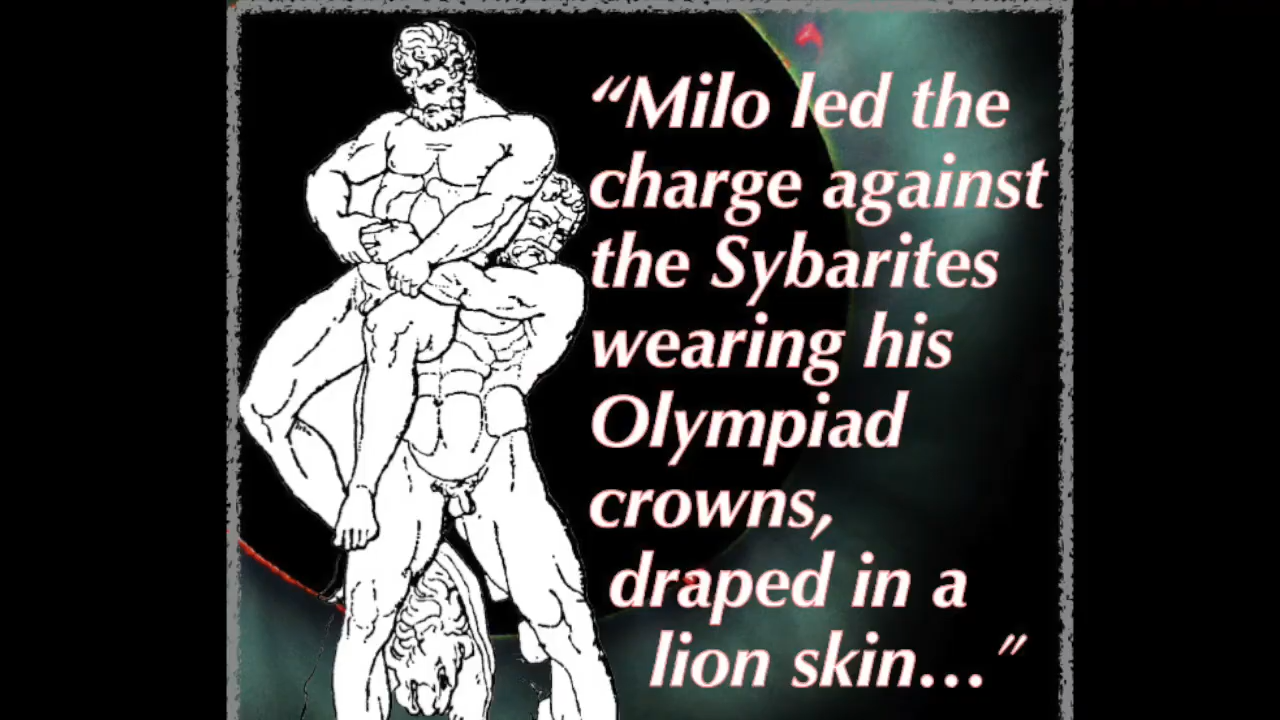 “Milo led the
charge against
the Sybarites
wearing his
Olympiad
crowns,
draped in a
lion skin…”